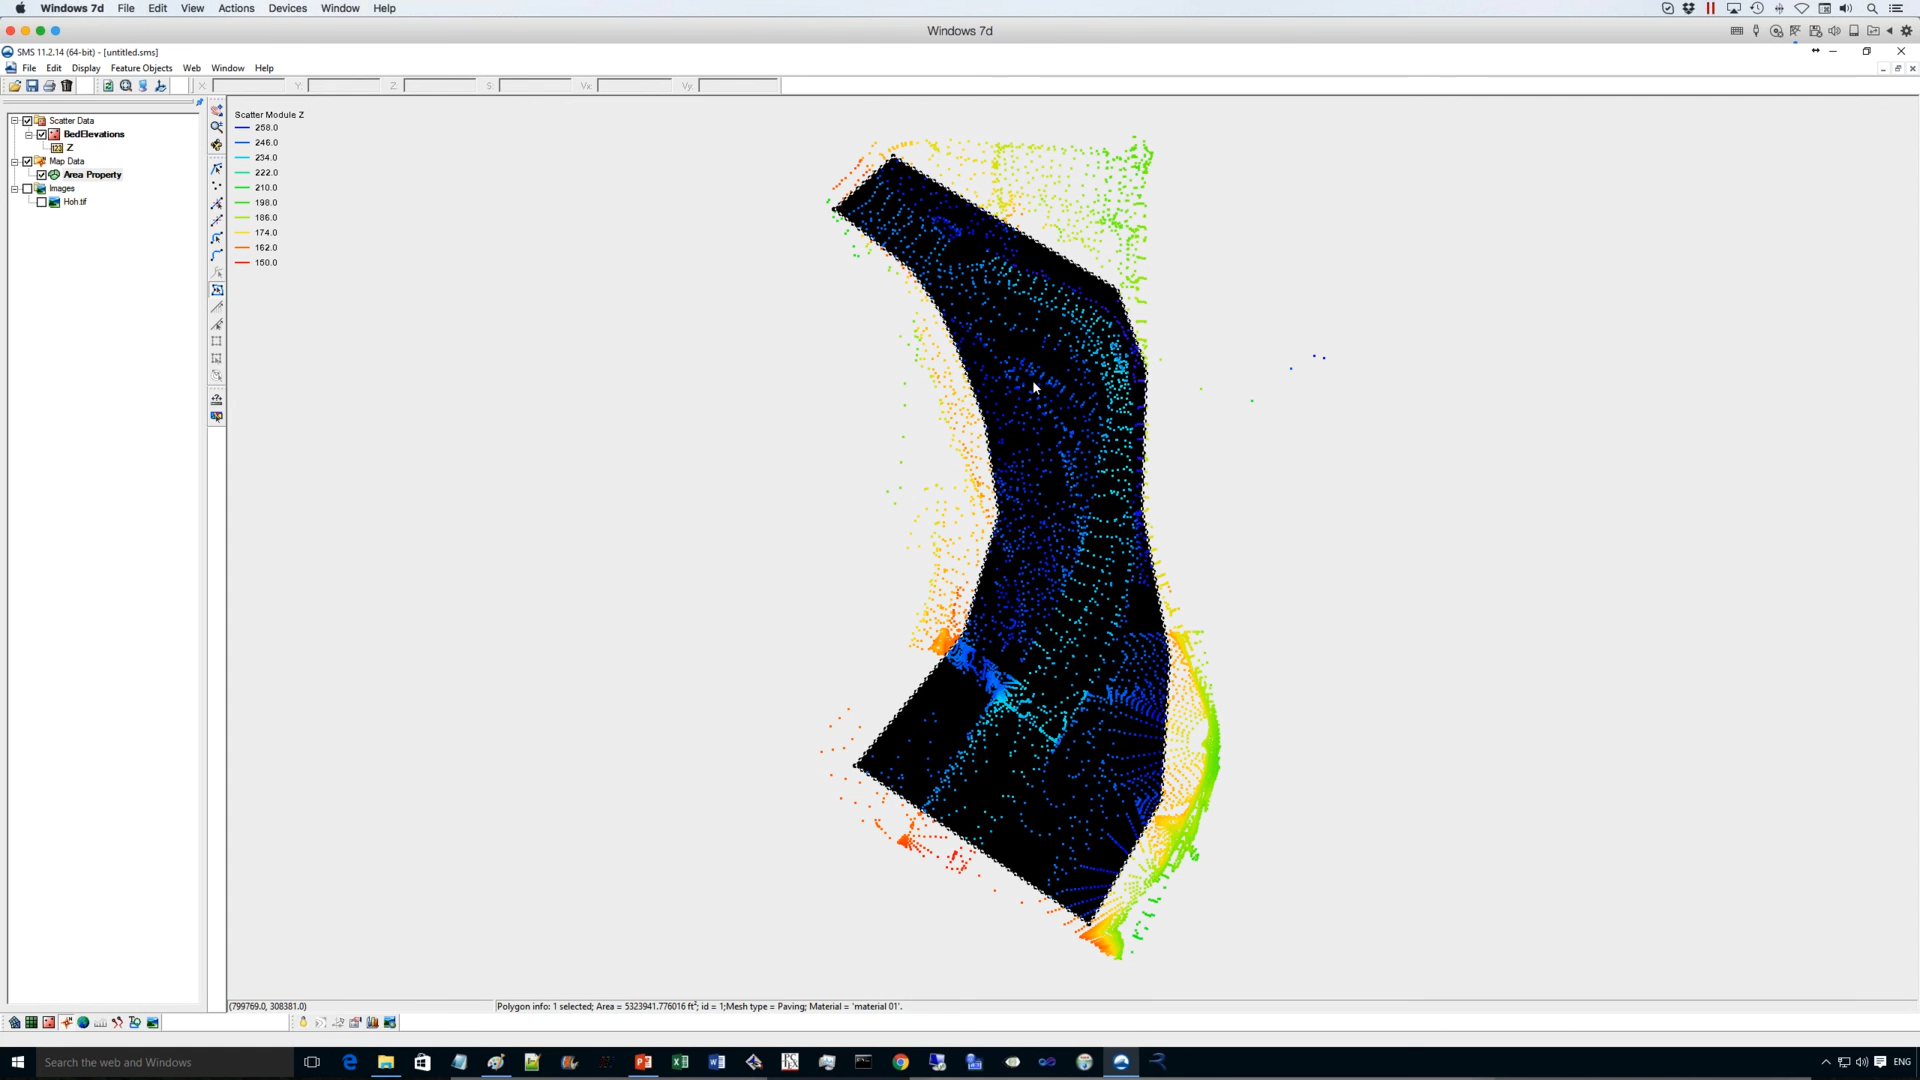 Windows 7d File Edit View Actions Devices Window Help
Windows 7d
SMS 11.2.14 (64-bit) - [untitled.sms]
File Edit Display Feature Objects Web Window Help
X: Y: Z: S: Vx: Vy:
Scatter Data
BedElevations
Z
Map Data
Area Property
Images
Hoh.tif
Scatter Module Z
258.0
246.0
234.0
222.0
210.0
198.0
186.0
174.0
162.0
150.0
(799769.0, 308381.0)
Polygon info: 1 selected; Area = 5323941.776016 ft²; id = 1;Mesh type = Paving; Material = 'material 01'.
Search the web and Windows
ENG